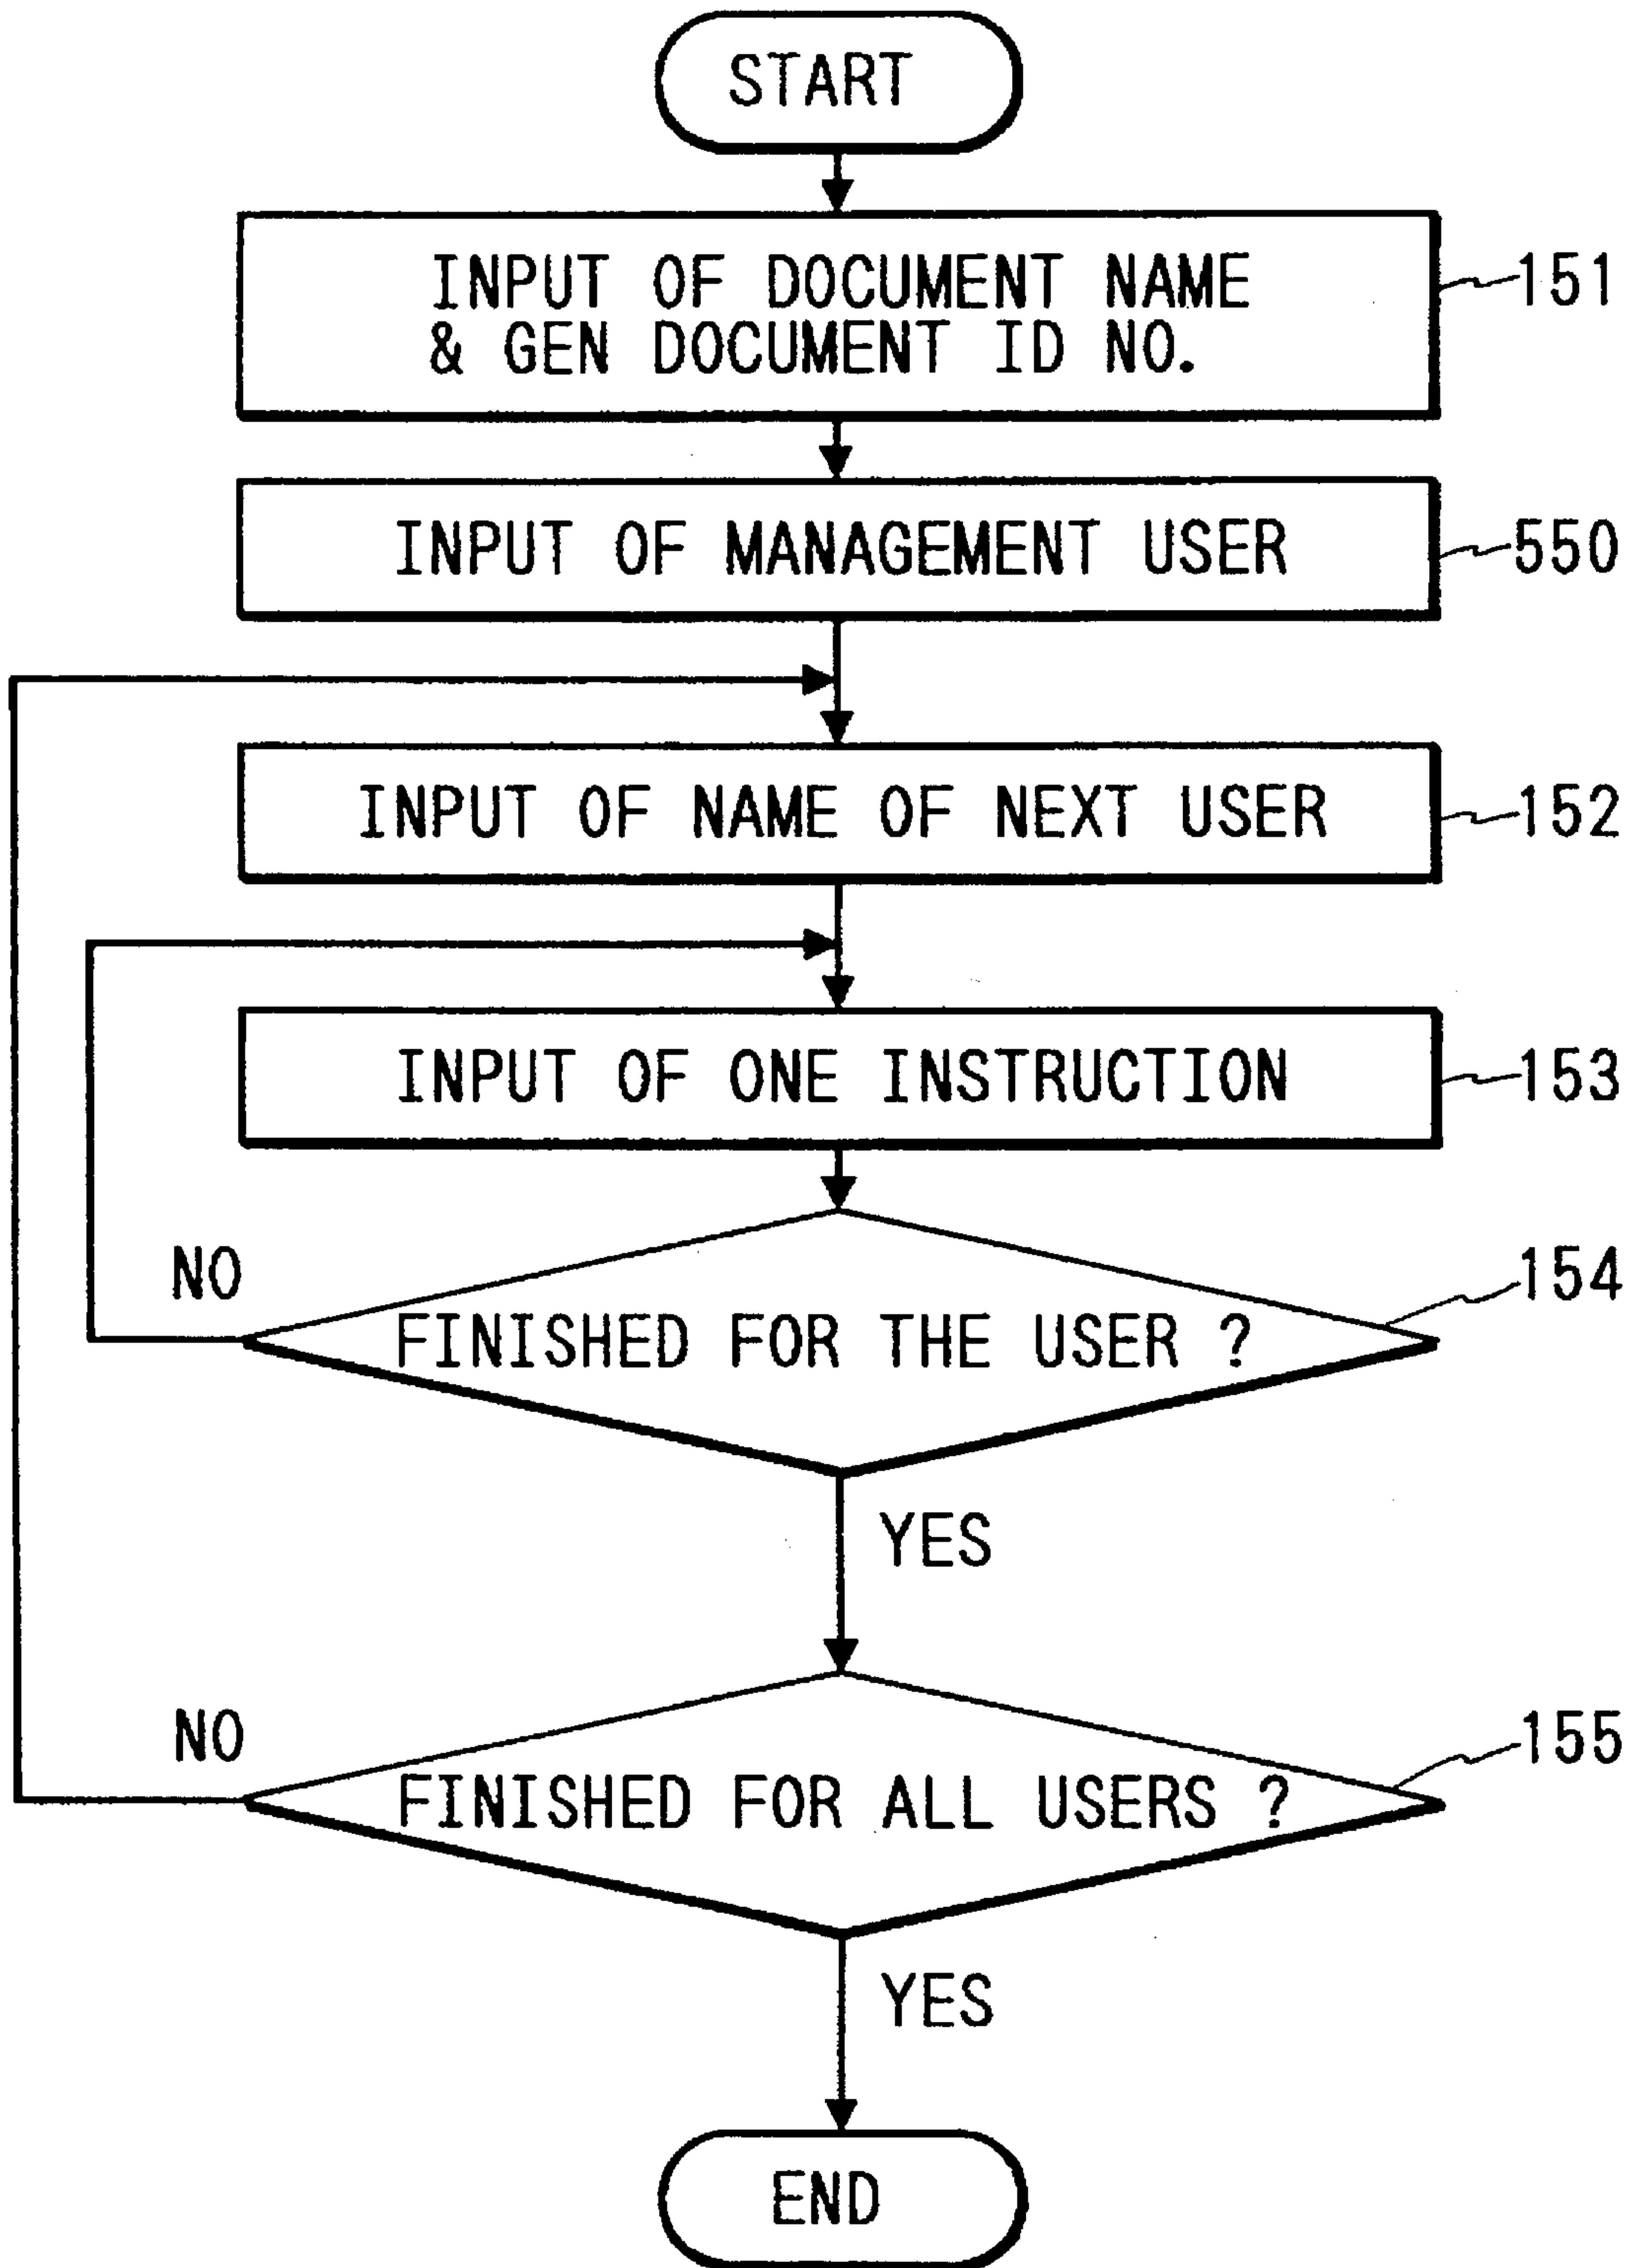 START
INPUT OF DOCUMENT NAME
& GEN DOCUMENT ID NO.
151
INPUT OF MANAGEMENT USER
550
INPUT OF NAME OF NEXT USER
152
INPUT OF ONE INSTRUCTION
153
NO
154
FINISHED FOR THE USER ?
YES
NO
155
FINISHED FOR ALL USERS ?
YES
END